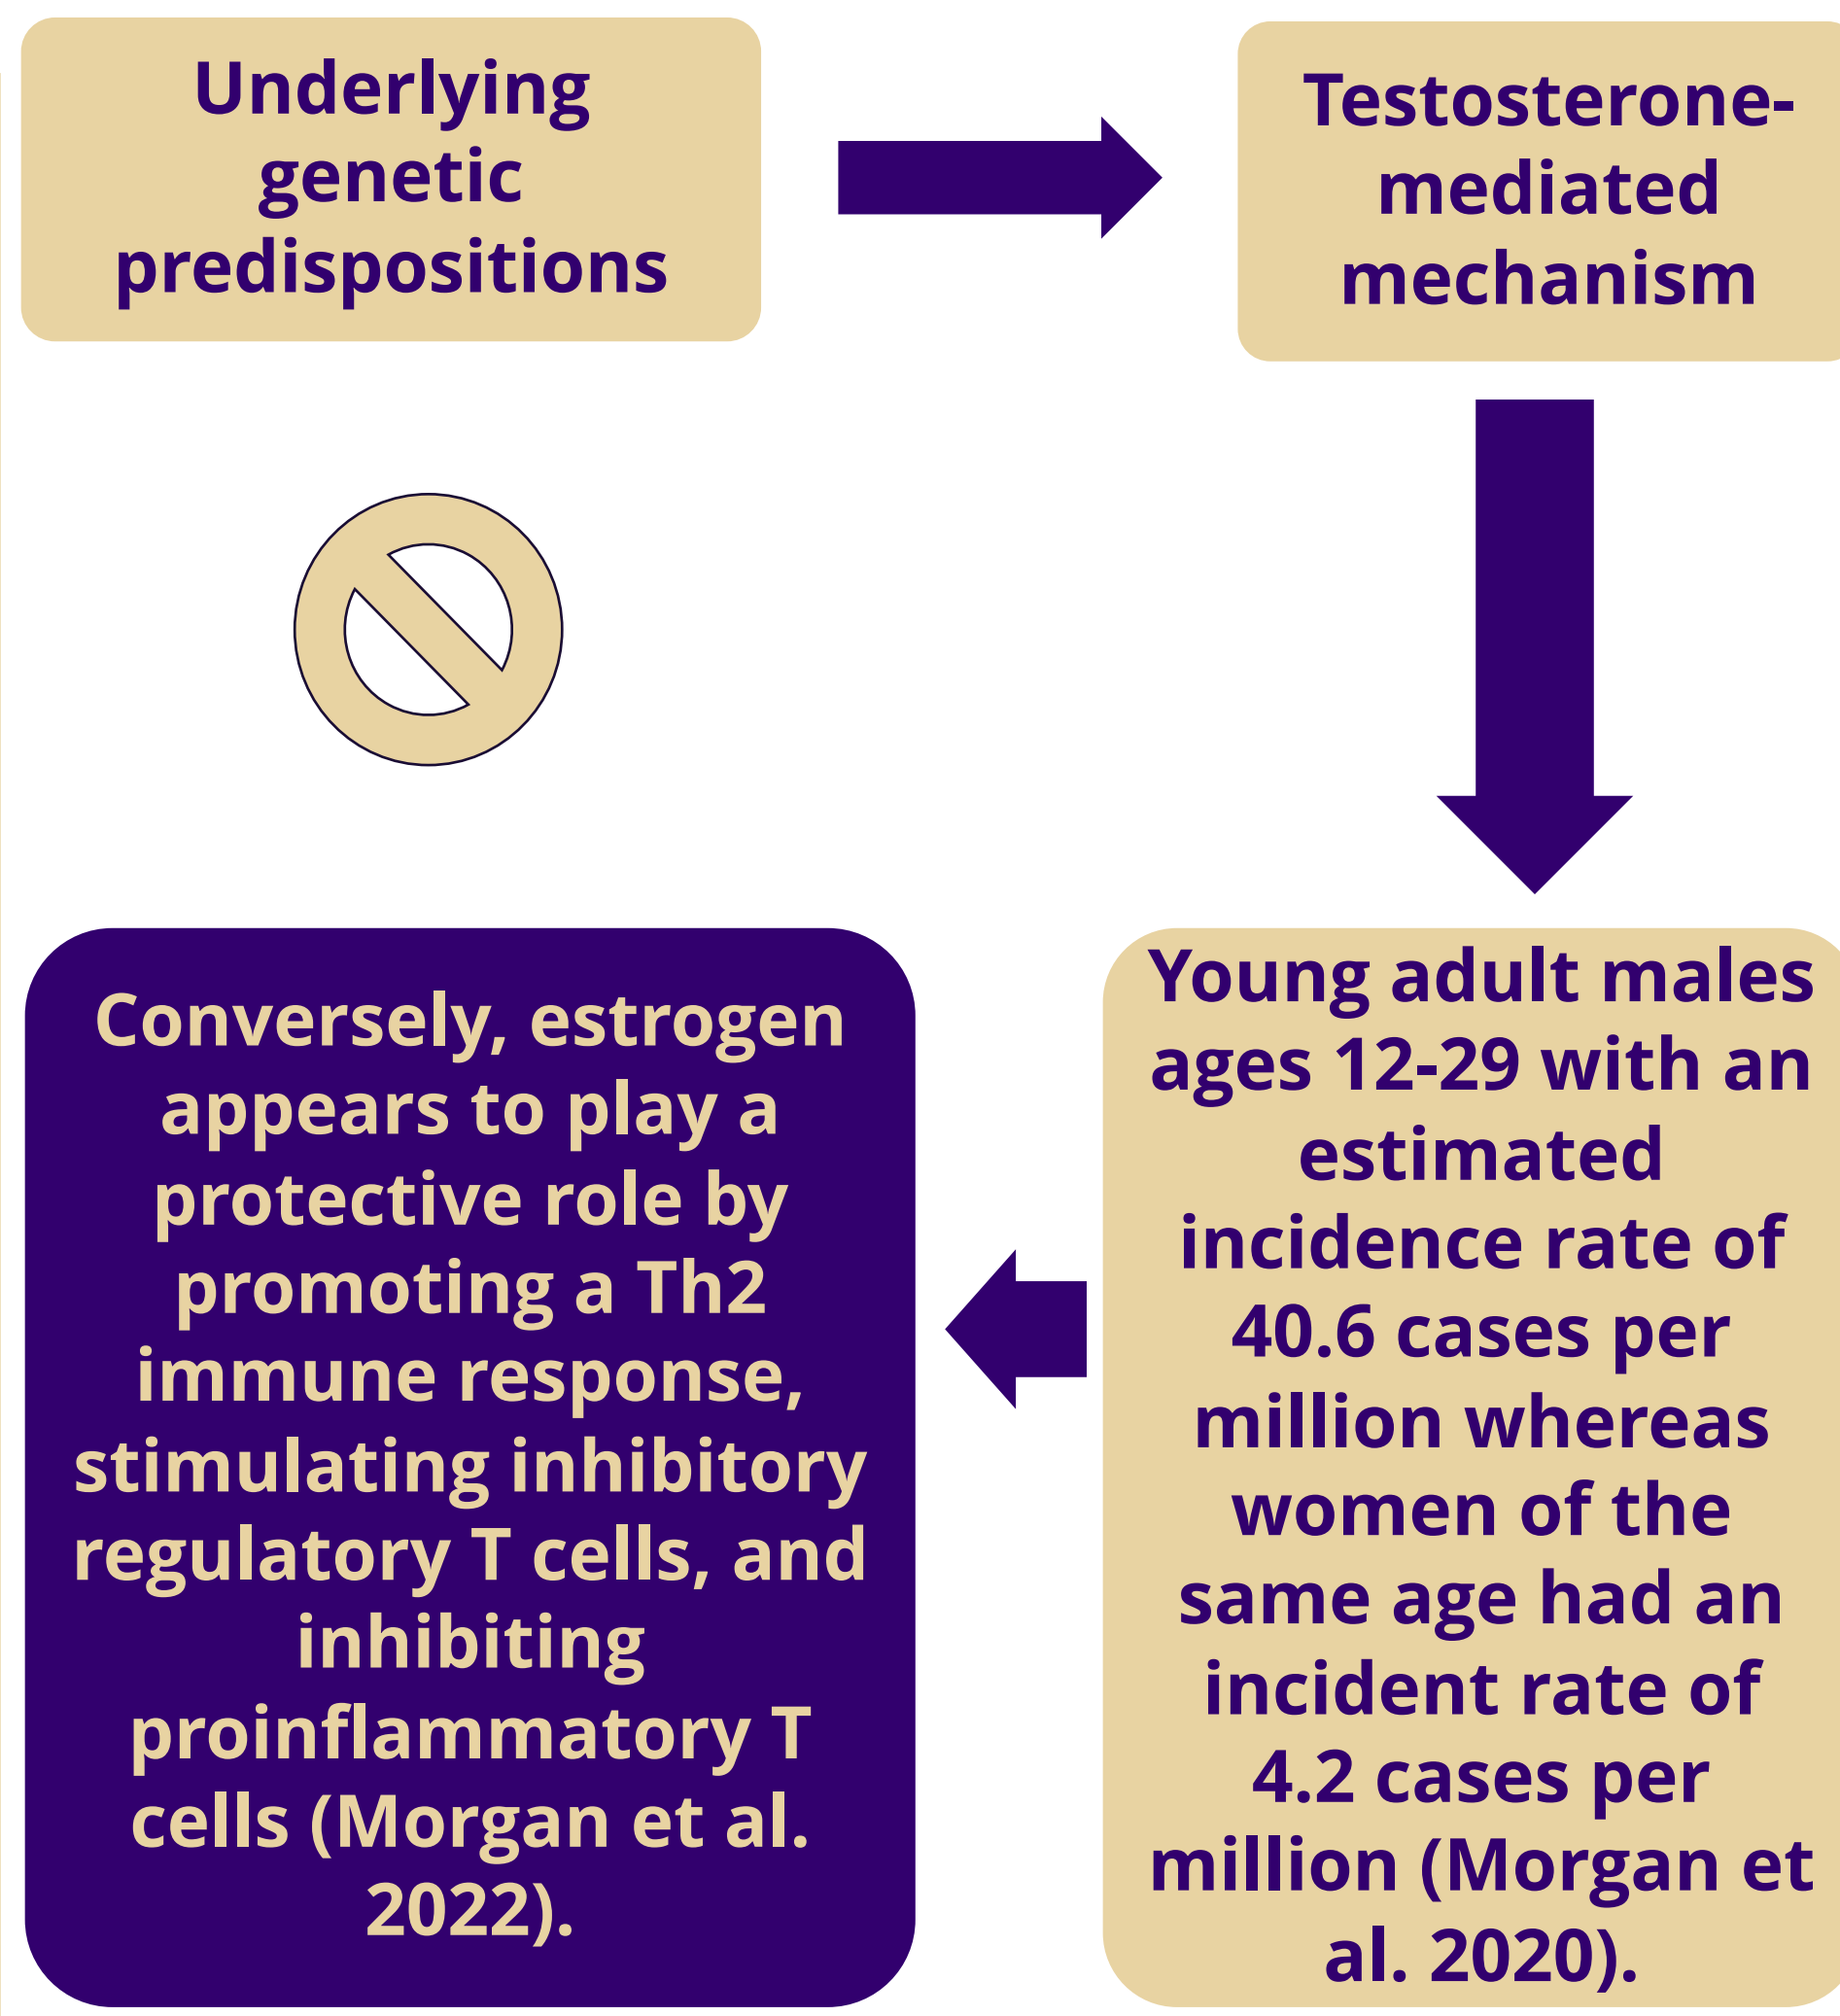 Underlying
genetic
predispositions
Testosterone-
mediated
mechanism
Young adult males
ages 12-29 with an
estimated
incidence rate of
40.6 cases per
million whereas
women of the
same age had an
incident rate of
4.2 cases per
million (Morgan et
al. 2020).
Conversely, estrogen
appears to play a
protective role by
promoting a Th2
immune response,
stimulating inhibitory
regulatory T cells, and
inhibiting
proinflammatory T
cells (Morgan et al.
2022).